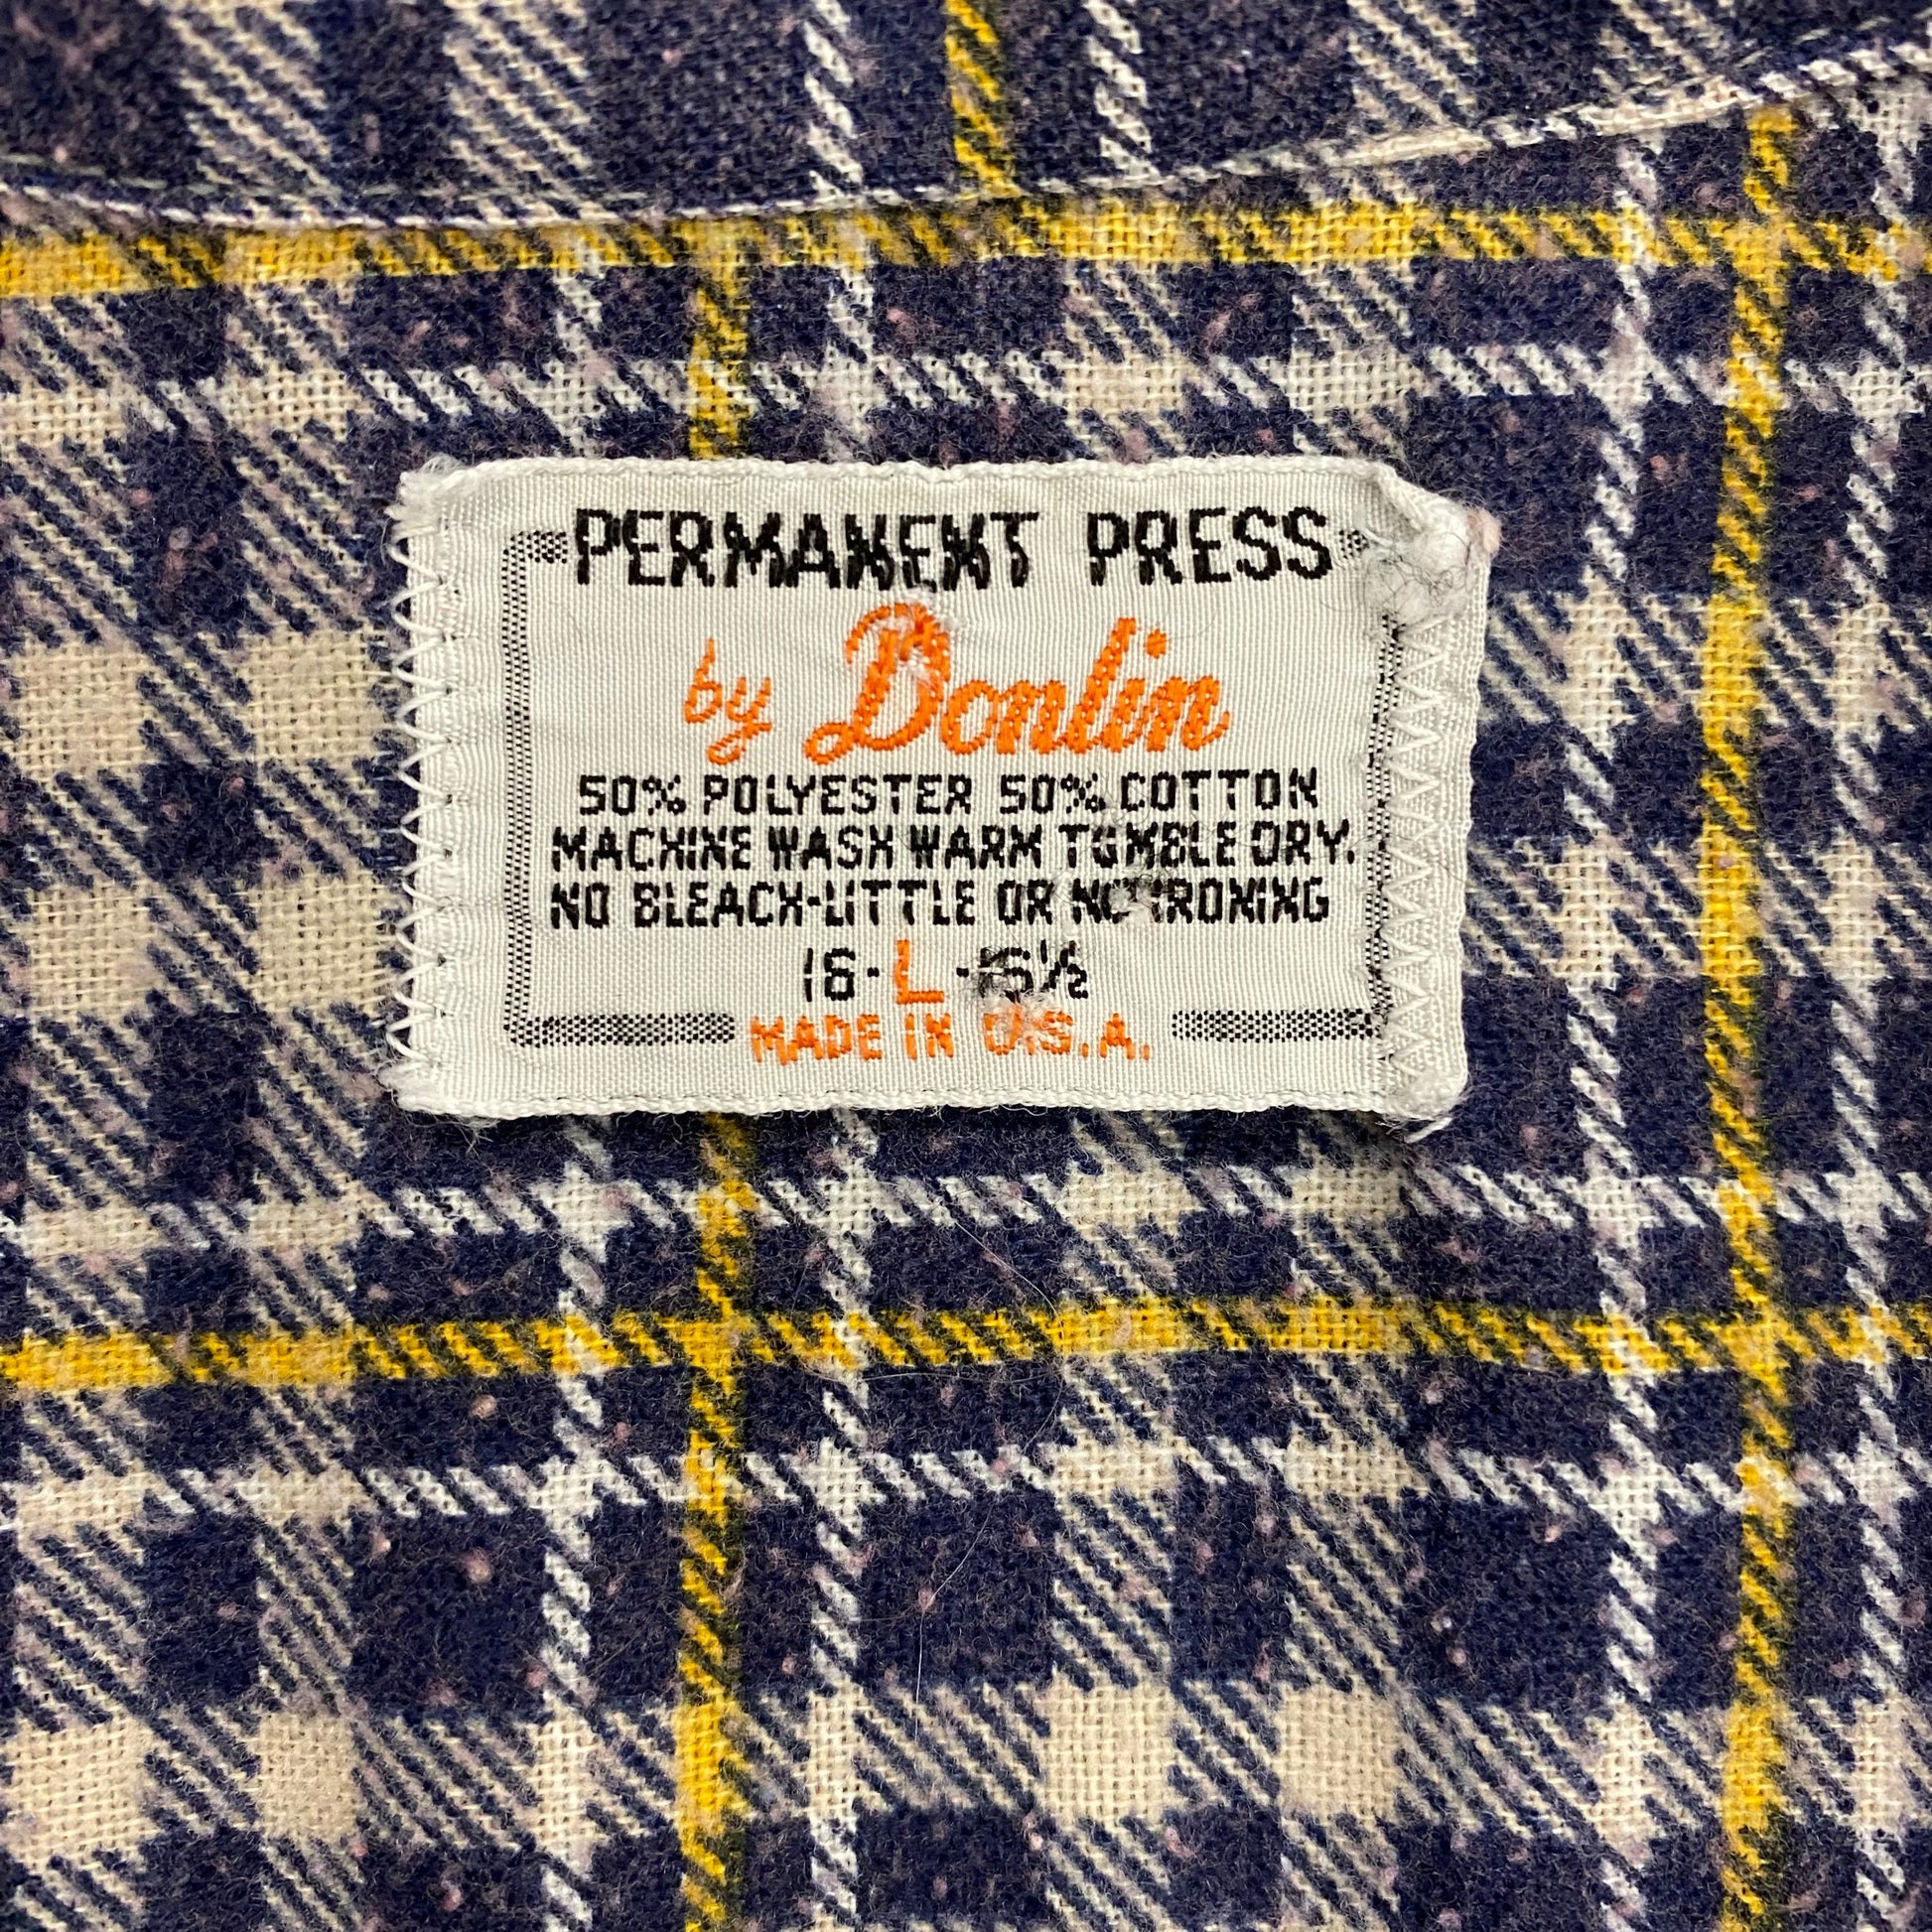 PERMANENT PRESS
by Donlin
50% POLYESTER 50% COTTON
MACHINE WASH WARM TUMBLE DRY.
NO BLEACH-LITTLE OR NO IRONING
16-L-16½
MADE IN U.S.A.